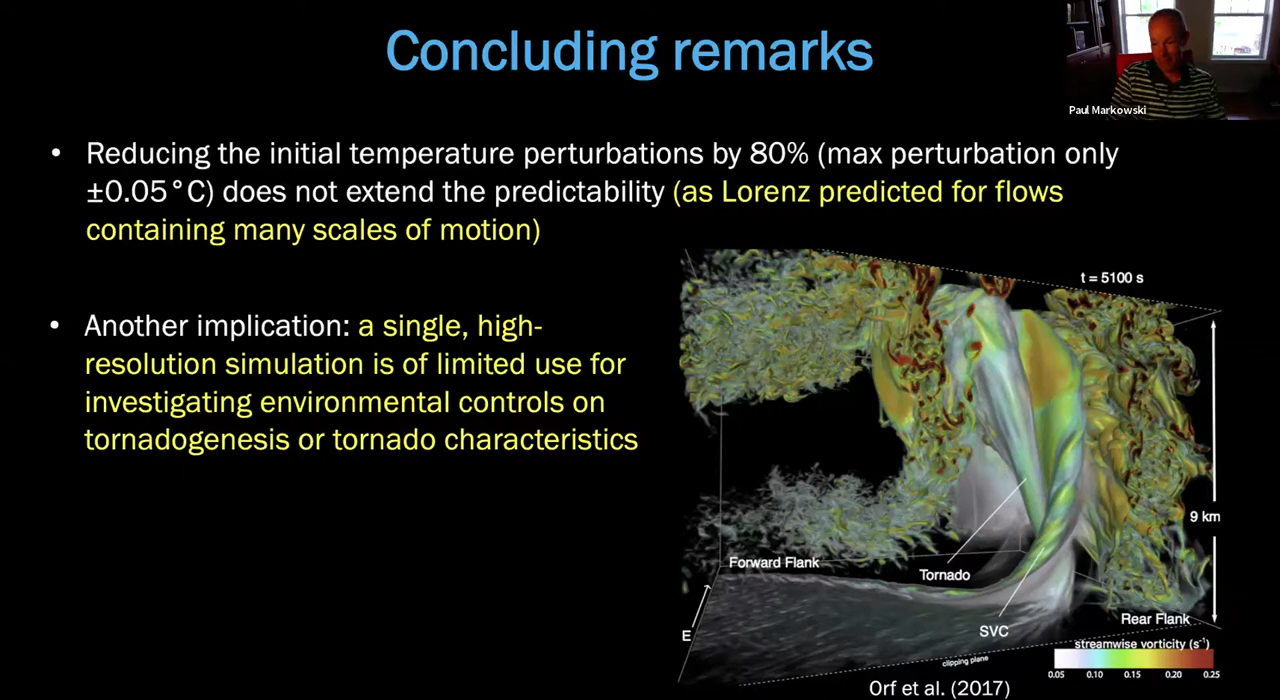 Concluding remarks
Paul Markowski
• Reducing the initial temperature perturbations by 80% (max perturbation only
±0.05°C) does not extend the predictability (as Lorenz predicted for flows
containing many scales of motion)
• Another implication: a single, high-
resolution simulation is of limited use for
investigating environmental controls on
tornadogenesis or tornado characteristics
t = 5100 s
9 km
Forward Flank
Tornado
Rear Flank
E
SVC
streamwise vorticity (s⁻¹)
clipping plane
0.05 0.10 0.15 0.20 0.25
Orf et al. (2017)